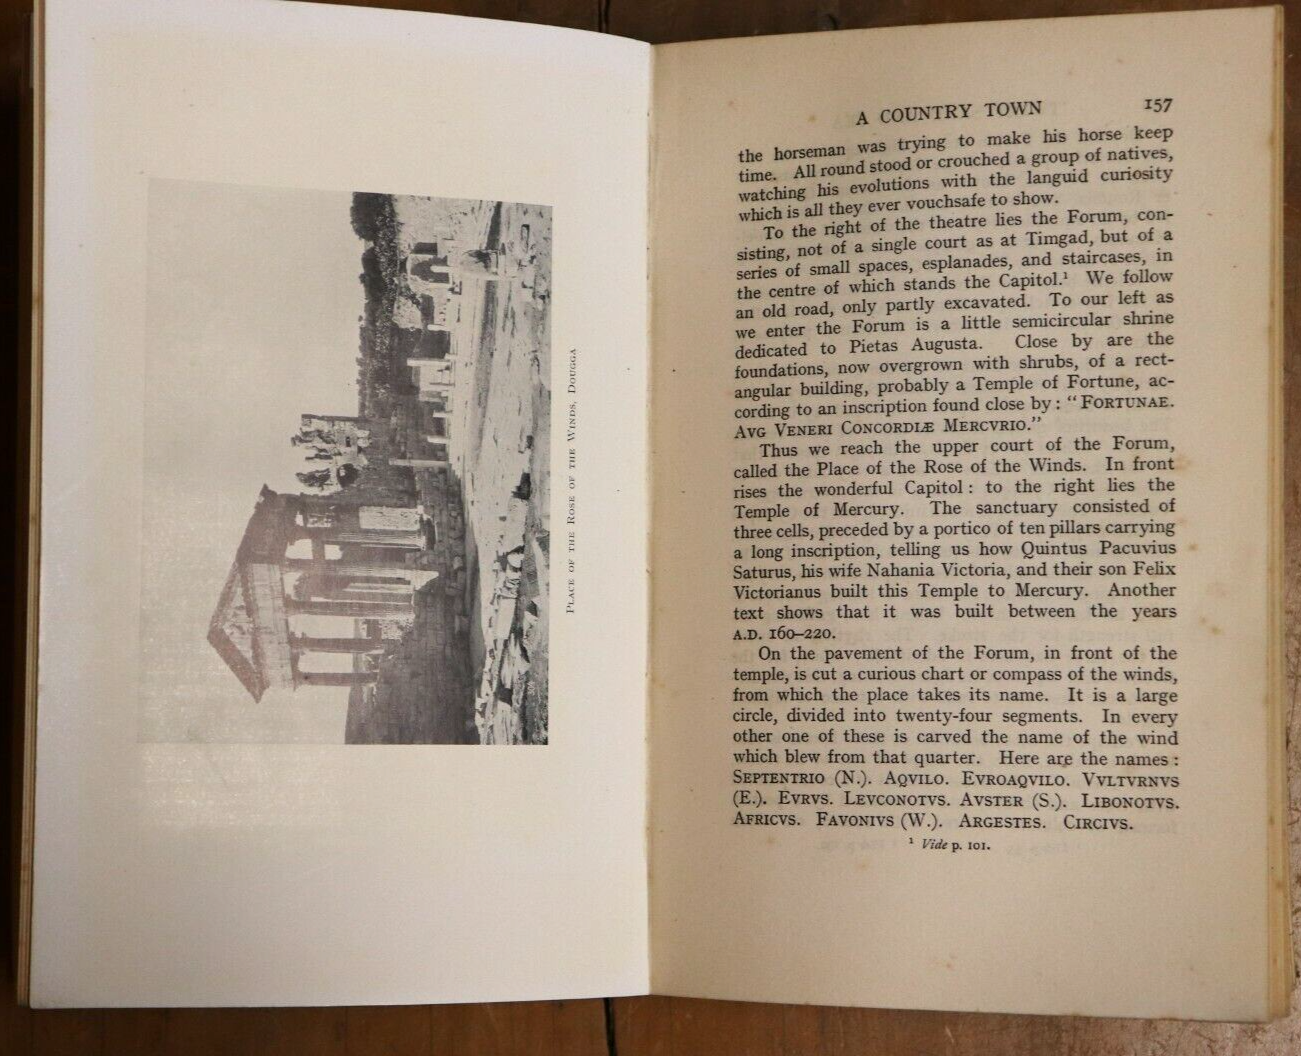 Place of the Rose of the Winds, Dougga
A COUNTRY TOWN 157
the horseman was trying to make his horse keep
time. All round stood or crouched a group of natives,
watching his evolutions with the languid curiosity
which is all they ever vouchsafe to show.
To the right of the theatre lies the Forum, con-
sisting, not of a single court as at Timgad, but of a
series of small spaces, esplanades, and staircases, in
the centre of which stands the Capitol.¹ We follow
an old road, only partly excavated. To our left as
we enter the Forum is a little semicircular shrine
dedicated to Pietas Augusta. Close by are the
foundations, now overgrown with shrubs, of a rect-
angular building, probably a Temple of Fortune, ac-
cording to an inscription found close by: "Fortunae.
Avg Veneri Concordiæ Mercvrio."
Thus we reach the upper court of the Forum,
called the Place of the Rose of the Winds. In front
rises the wonderful Capitol: to the right lies the
Temple of Mercury. The sanctuary consisted of
three cells, preceded by a portico of ten pillars carrying
a long inscription, telling us how Quintus Pacuvius
Saturus, his wife Nahania Victoria, and their son Felix
Victorianus built this Temple to Mercury. Another
text shows that it was built between the years
A.D. 160–220.
On the pavement of the Forum, in front of the
temple, is cut a curious chart or compass of the winds,
from which the place takes its name. It is a large
circle, divided into twenty-four segments. In every
other one of these is carved the name of the wind
which blew from that quarter. Here are the names:
Septentrio (N.). Aqvilo. Evroaqvilo. Vvltvrnvs
(E.). Evrvs. Levconotvs. Avster (S.). Libonotvs.
Africvs. Favonivs (W.). Argestes. Circivs.
¹ Vide p. 101.